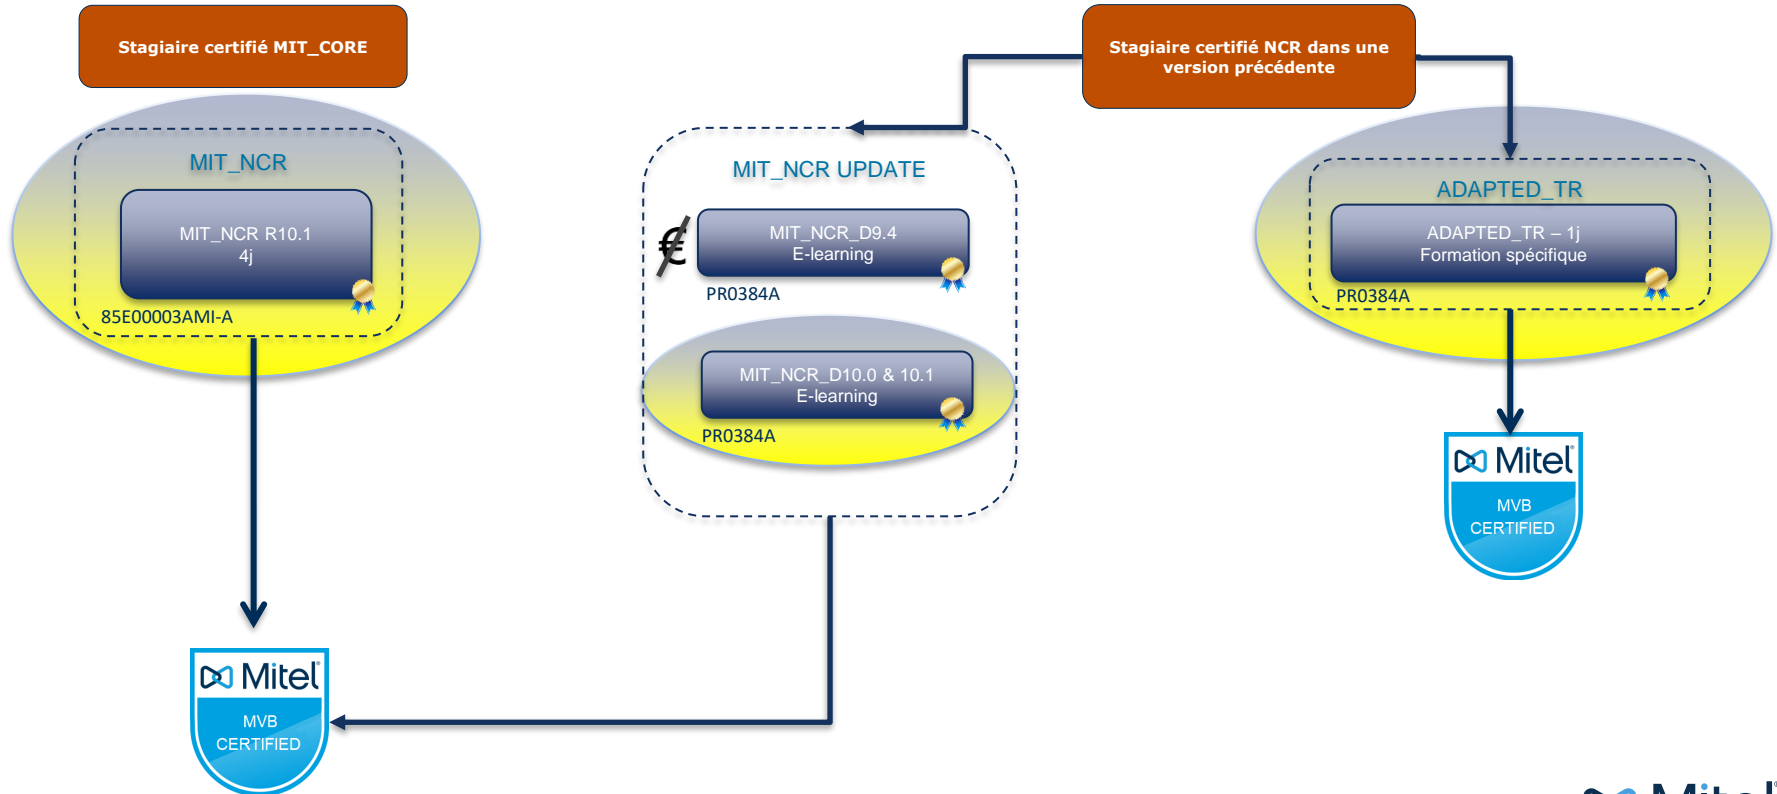 Stagiaire certifié MIT_CORE
Stagiaire certifié NCR dans une
version précédente
MIT_NCR
MIT_NCR R10.1
4j
85E00003AMI-A
MIT_NCR UPDATE
€
MIT_NCR_D9.4
E-learning
PR0384A
MIT_NCR_D10.0 & 10.1
E-learning
PR0384A
ADAPTED_TR
ADAPTED_TR – 1j
Formation spécifique
PR0384A
Mitel
MVB
CERTIFIED
Mitel
MVB
CERTIFIED
Mitel